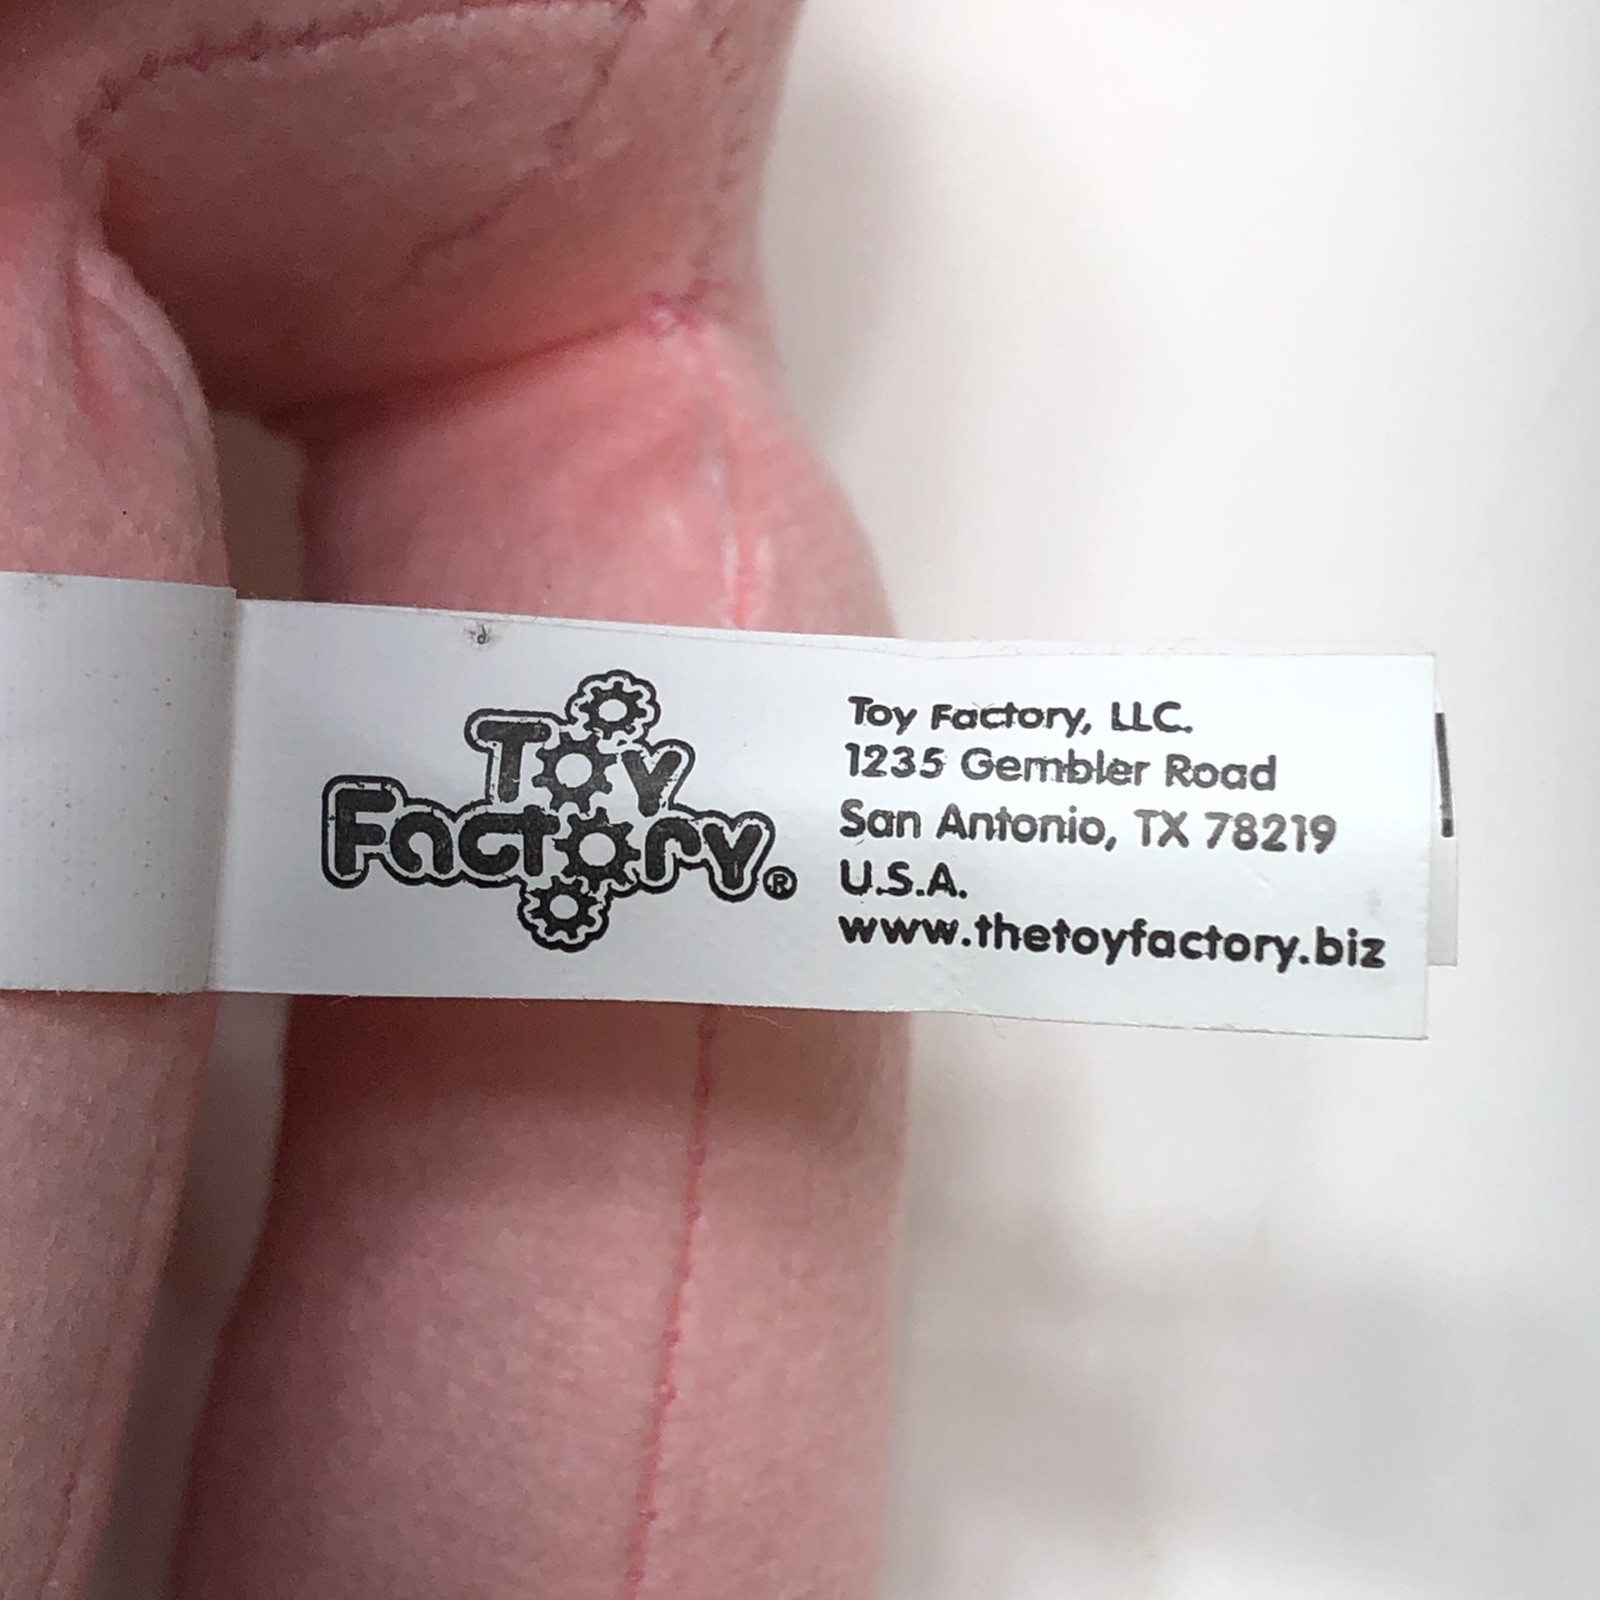 Toy
Factory®
Toy Factory, LLC.
1235 Gembler Road
San Antonio, TX 78219
U.S.A.
www.thetoyfactory.biz